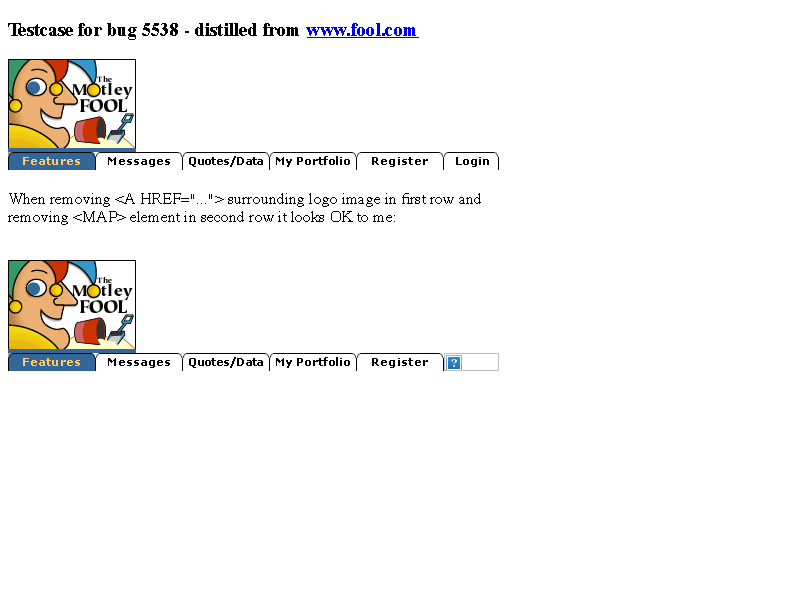 Testcase for bug 5538 - distilled from www.fool.com
The
Motley
FOOL
Features Messages Quotes/Data My Portfolio Register Login
When removing <A HREF="..."> surrounding logo image in first row and
removing <MAP> element in second row it looks OK to me:
The
Motley
FOOL
Features Messages Quotes/Data My Portfolio Register ?